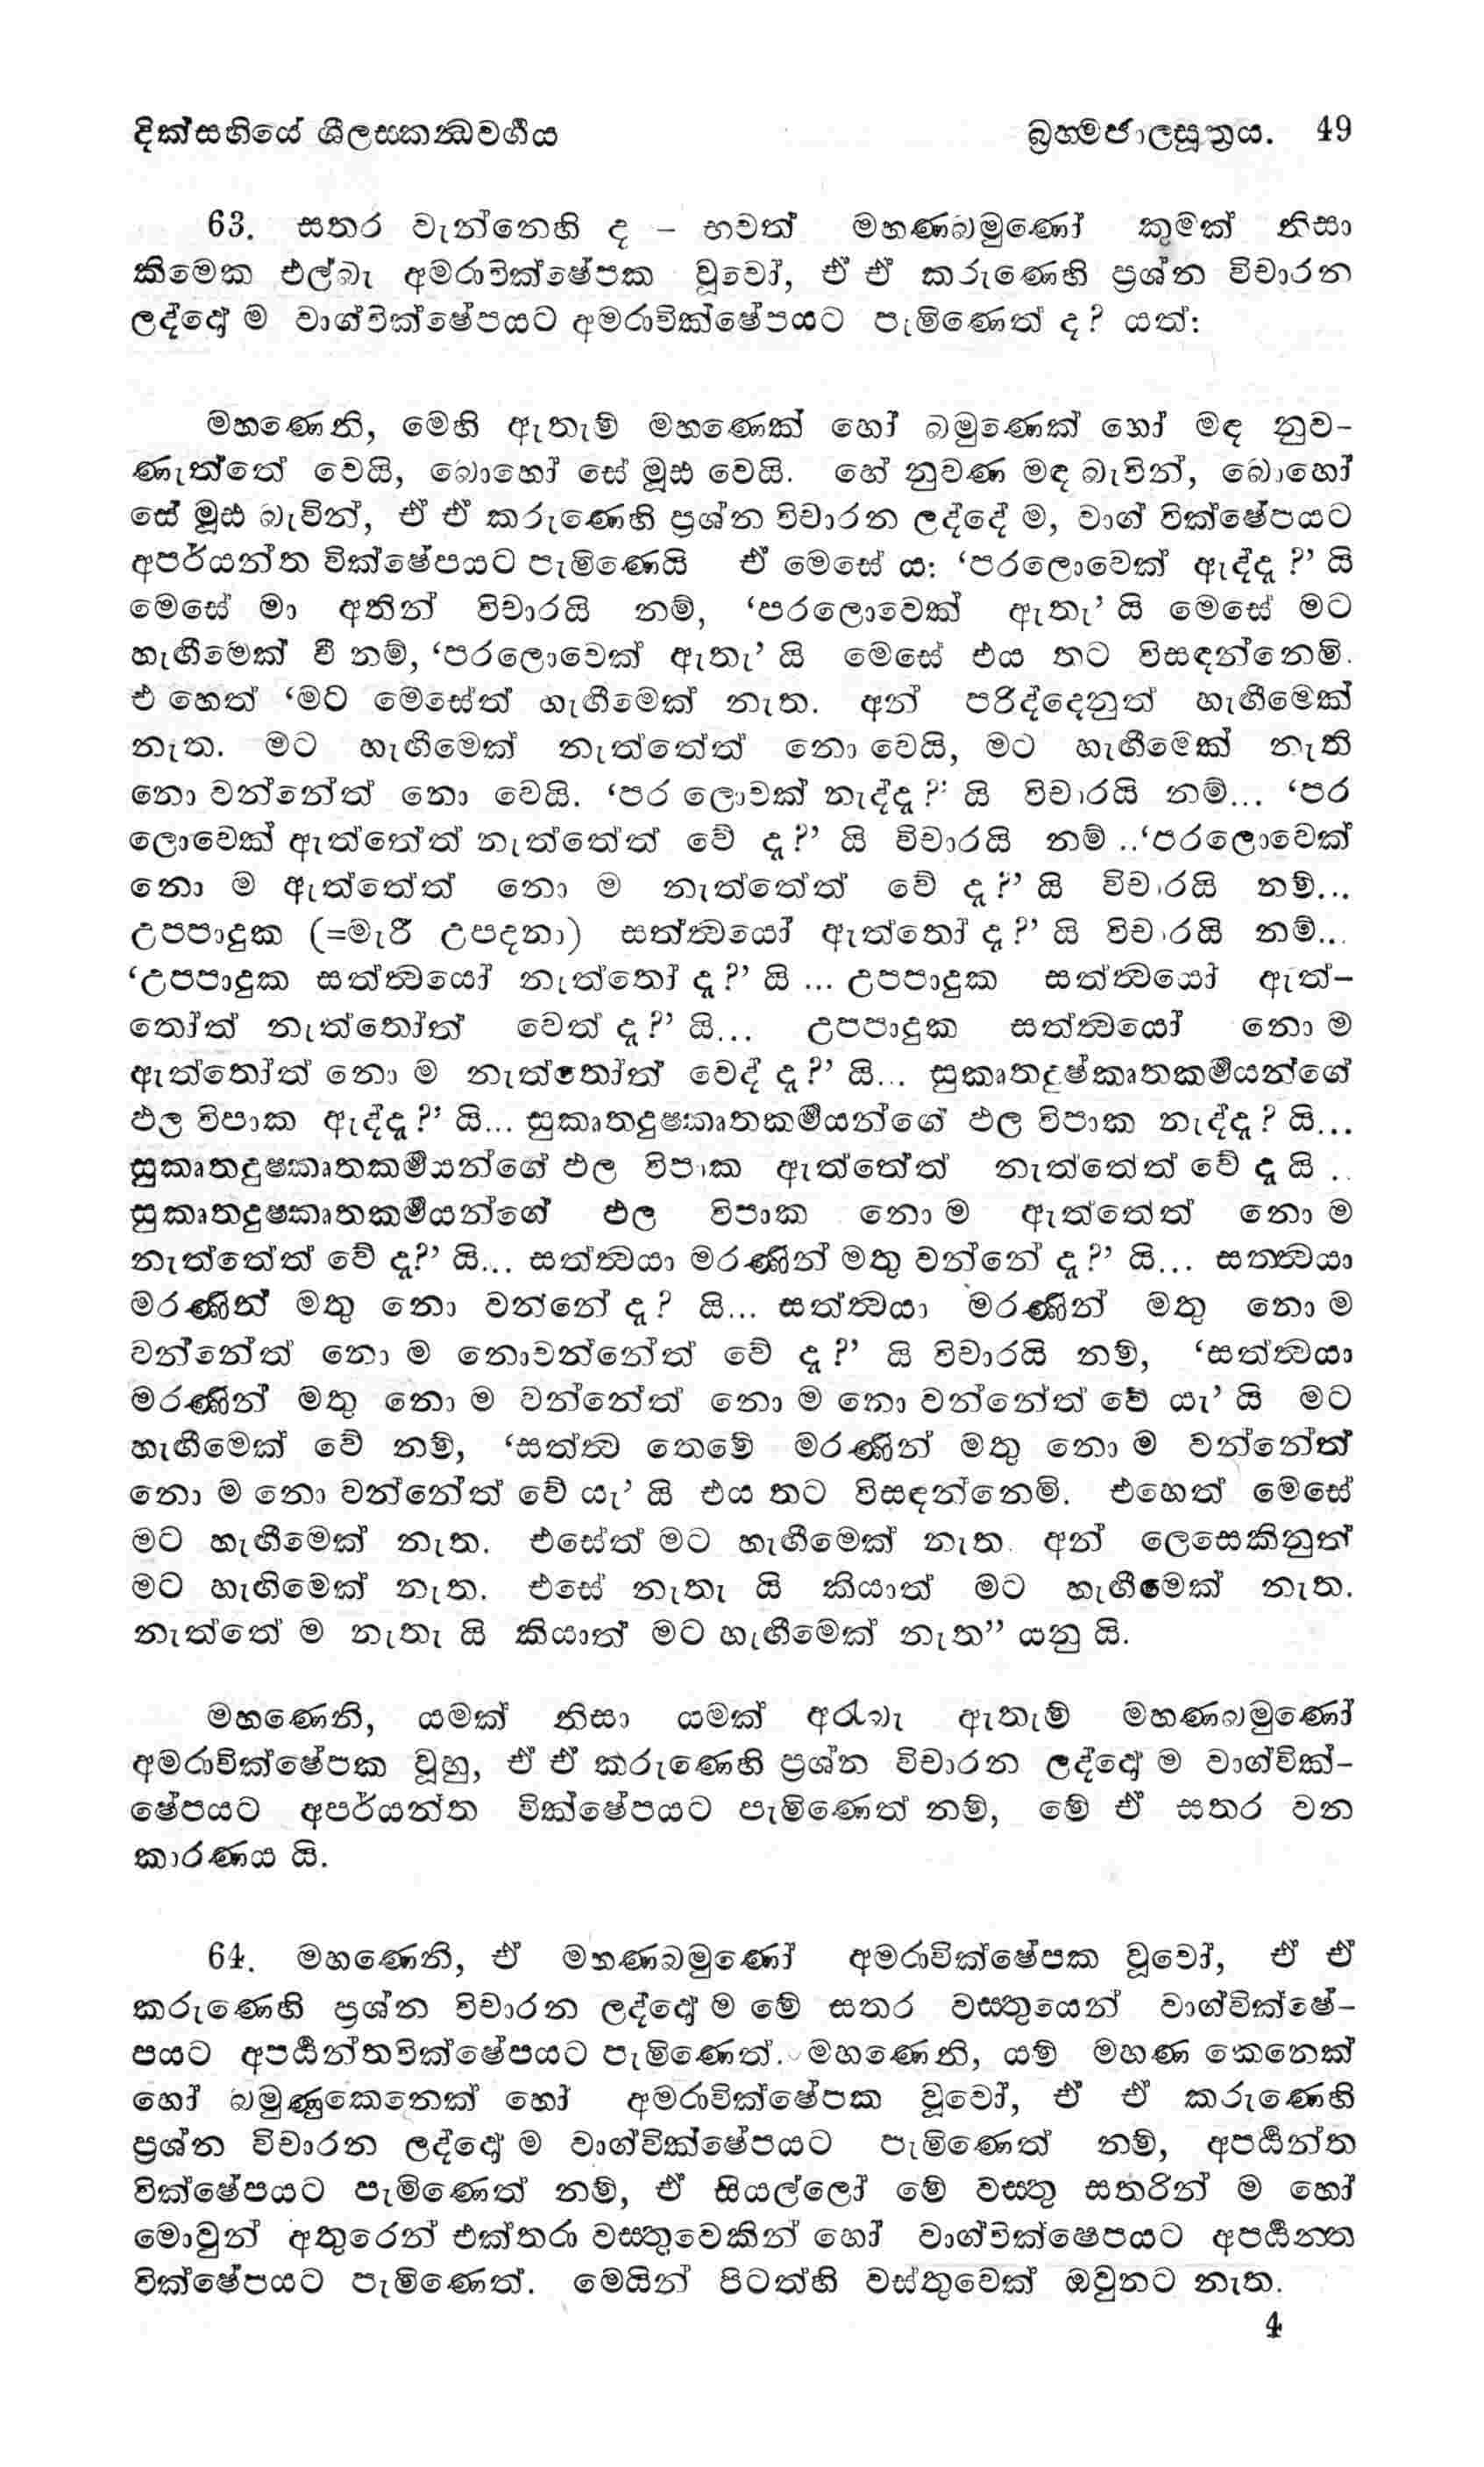 දික්සඟියේ ශීලස්කන්ධවර්ගය බ්‍රහ්මජාලසූත්‍රය. 49
63. සතර වැන්නෙහි ද – භවත් මහණබමුණෝ කුමක් නිසා
කිමෙක එල්බැ අමරාවික්ෂේපක වූවෝ, ඒ ඒ කරුණෙහි ප්‍රශ්න විචාරන
ලද්දෝ ම වාග්වික්ෂේපයට අමරාවික්ෂේපයට පැමිණෙත් ද? යත්:
මහණෙනි, මෙහි ඇතැම් මහණෙක් හෝ බමුණෙක් හෝ මඳ නුව-
ණැත්තේ වෙයි, බොහෝ සේ මූළා වෙයි. හේ නුවණ මඳ බැවින්, බොහෝ
සේ මූළා බැවින්, ඒ ඒ කරුණෙහි ප්‍රශ්න විචාරන ලද්දේ ම, වාග් වික්ෂේපයට
අපර්යන්ත වික්ෂේපයට පැමිණෙයි ඒ මෙසේ ය: ‘පරලොවෙක් ඇද්ද?’ යි
මෙසේ මා අතින් විචාරයි නම්, ‘පරලොවෙක් ඇතැ’ යි මෙසේ මට
හැඟීමෙක් වී නම්, ‘පරලොවෙක් ඇතැ’ යි මෙසේ එය තට විසඳන්නෙමි.
එ හෙත් ‘මට මෙසේත් හැඟීමෙක් නැත. අන් පරිද්දෙනුත් හැඟීමෙක්
නැත. මට හැඟීමෙක් නැත්තේත් නො වෙයි, මට හැඟීමෙක් නැති
නො වන්නේත් නො වෙයි. ‘පර ලොවක් නැද්ද?’ යි විචාරයි නම්... ‘පර
ලොවෙක් ඇත්තේත් නැත්තේත් වේ ද?’ යි විචාරයි නම් ..‘පරලොවෙක්
නො ම ඇත්තේත් නො ම නැත්තේත් වේ ද?’ යි විචාරයි නම්...
උපපාදුක (=මැරී උපදනා) සත්ත්‍වයෝ ඇත්තෝ ද?’ යි විචාරයි නම්...
‘උපපාදුක සත්ත්‍වයෝ නැත්තෝ ද?’ යි ... උපපාදුක සත්ත්‍වයෝ ඇත්-
තෝත් නැත්තෝත් වෙත් ද?’ යි... උපපාදුක සත්ත්‍වයෝ නො ම
ඇත්තෝත් නො ම නැත්තෝත් වෙද් ද?’ යි... සුකෘතදුෂ්කෘතකර්මයන්ගේ
ඵල විපාක ඇද්ද?’ යි... සුකෘතදුෂ්කෘතකර්මයන්ගේ ඵල විපාක නැද්ද? යි...
සුකෘතදුෂ්කෘතකර්මයන්ගේ ඵල විපාක ඇත්තේත් නැත්තේත් වේ ද යි ..
සුකෘතදුෂ්කෘතකර්මයන්ගේ ඵල විපාක නො ම ඇත්තේත් නො ම
නැත්තේත් වේ ද?’ යි... සත්ත්‍වයා මරණින් මතු වන්නේ ද?’ යි... සත්ත්‍වයා
මරණින් මතු නො වන්නේ ද? යි... සත්ත්‍වයා මරණින් මතු නො ම
වන්නේත් නො ම නොවන්නේත් වේ ද?’ යි විචාරයි නම්, ‘සත්ත්‍වයා
මරණින් මතු නො ම වන්නේත් නො ම නො වන්නේත් වේ යැ’ යි මට
හැඟීමෙක් වේ නම්, ‘සත්ත්‍ව තෙමේ මරණින් මතු නො ම වන්නේත්
නො ම නො වන්නේත් වේ යැ’ යි එය තට විසඳන්නෙමි. එහෙත් මෙසේ
මට හැඟීමෙක් නැත. එසේත් මට හැඟීමෙක් නැත. අන් ලෙසෙකිනුත්
මට හැඟිමෙක් නැත. එසේ නැතැ යි කියාත් මට හැඟීමෙක් නැත.
නැත්තේ ම නැතැ යි කියාත් මට හැඟීමෙක් නැත” යනු යි.
මහණෙනි, යමක් නිසා යමක් අරැබැ ඇතැම් මහණබමුණෝ
අමරාවික්ෂේපක වූහු, ඒ ඒ කරුණෙහි ප්‍රශ්න විචාරන ලද්දෝ ම වාග්වික්-
ෂේපයට අපර්යන්ත වික්ෂේපයට පැමිණෙත් නම්, මේ ඒ සතර වන
කාරණය යි.
64. මහණෙනි, ඒ මහණබමුණෝ අමරාවික්ෂේපක වූවෝ, ඒ ඒ
කරුණෙහි ප්‍රශ්න විචාරන ලද්දෝ ම මේ සතර වස්තුයෙන් වාග්වික්ෂේ-
පයට අපර්‍ය්‍යන්තවික්ෂේපයට පැමිණෙත්. මහණෙනි, යම් මහණ කෙනෙක්
හෝ බමුණුකෙනෙක් හෝ අමරාවික්ෂේපක වූවෝ, ඒ ඒ කරුණෙහි
ප්‍රශ්න විචාරන ලද්දෝ ම වාග්වික්ෂේපයට පැමිණෙත් නම්, අපර්‍ය්‍යන්ත
වික්ෂේපයට පැමිණෙත් නම්, ඒ සියල්ලෝ මේ වස්තු සතරින් ම හෝ
මොවුන් අතුරෙන් එක්තරා වස්තුවෙකින් හෝ වාග්වික්ෂෙපයට අපර්‍ය්‍යන්ත
වික්ෂේපයට පැමිණෙත්. මෙයින් පිටත්හි වස්තුවෙක් ඔවුනට නැත.
4